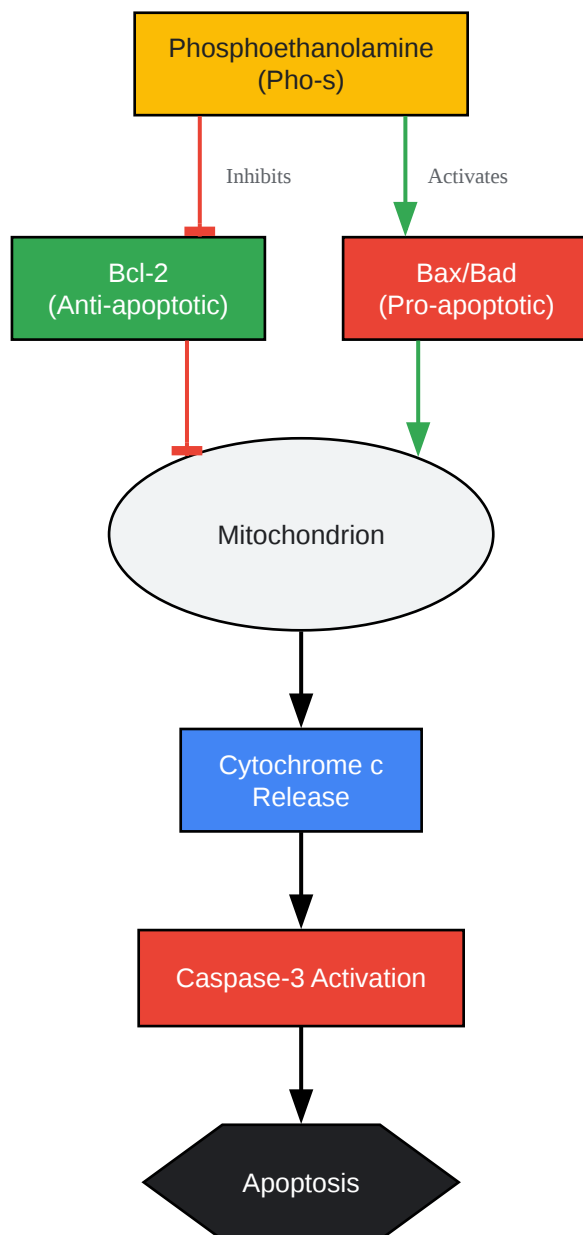 Phosphoethanolamine
(Pho-s)
Inhibits
Activates
Bcl-2
(Anti-apoptotic)
Bax/Bad
(Pro-apoptotic)
Mitochondrion
Cytochrome c
Release
Caspase-3 Activation
Apoptosis